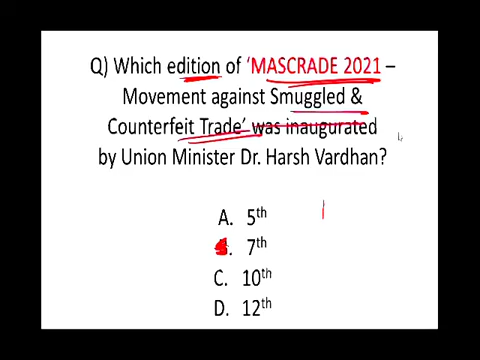 Q) Which edition of ‘MASCRADE 2021 –
Movement against Smuggled &
Counterfeit Trade’ was inaugurated
by Union Minister Dr. Harsh Vardhan?
A. 5th
. 7th
C. 10th
D. 12th